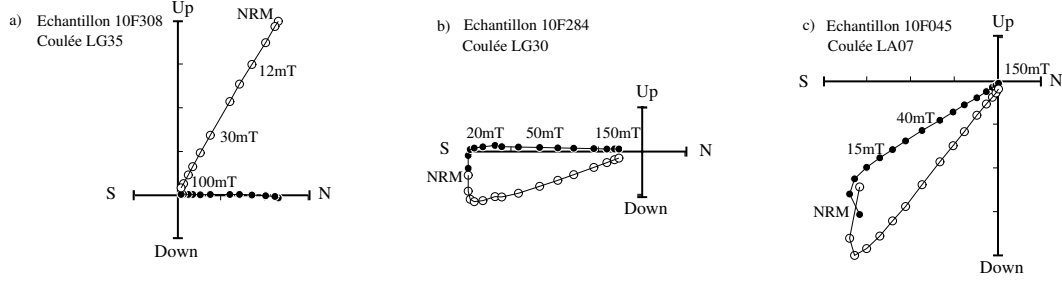 a) Echantillon 10F308
Coulée LG35
Up
NRM
12mT
30mT
100mT
S
N
Down
b) Echantillon 10F284
Coulée LG30
Up
20mT
50mT
150mT
S
N
NRM
Down
c) Echantillon 10F045
Coulée LA07
Up
150mT
S
N
40mT
15mT
NRM
Down